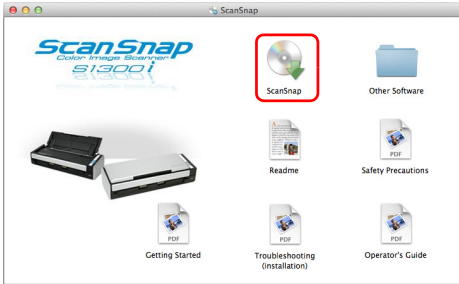 ScanSnap
ScanSnap
Color Image Scanner
S1300i
ScanSnap
Other Software
Readme
PDF
Safety Precautions
PDF
PDF
PDF
Getting Started
Troubleshooting
(installation)
Operator's Guide